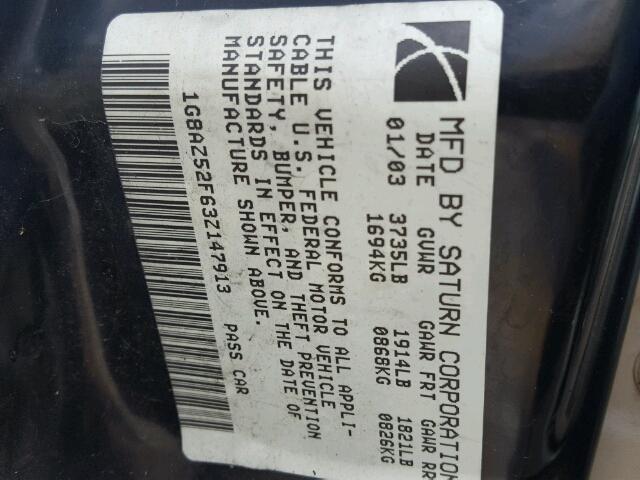 MFD BY SATURN CORPORATION
DATE GVWR GAWR FRT GAWR RR
01/03 3735LB 1914LB 1821LB
1694KG 0868KG 0826KG
THIS VEHICLE CONFORMS TO ALL APPLI-
CABLE U.S. FEDERAL MOTOR VEHICLE
SAFETY, BUMPER, AND THEFT PREVENTION
STANDARDS IN EFFECT ON THE DATE OF
MANUFACTURE SHOWN ABOVE.
1G8AZ52F63Z147913 PASS CAR